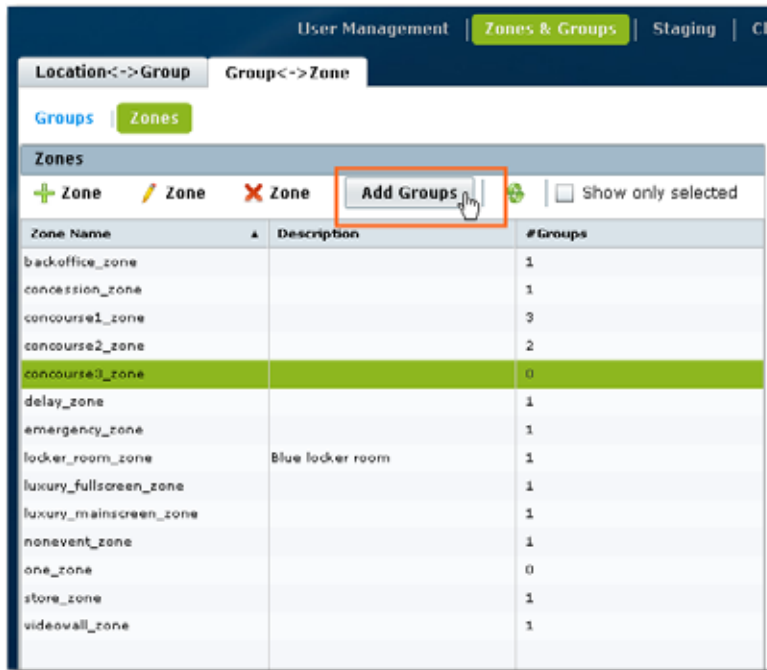 User Management Zones & Groups Staging
Location<->Group Group<->Zone
Groups Zones
Zones
Zone Zone Zone Add Groups Show only selected
Zone Name Description #Groups
backoffice_zone 1
concession_zone 1
concourse1_zone 3
concourse2_zone 2
concourse3_zone 0
delay_zone 1
emergency_zone 1
locker_room_zone Blue locker room 1
luxury_fullscreen_zone 1
luxury_mainscreen_zone 1
nonevent_zone 1
one_zone 0
store_zone 1
videowall_zone 1